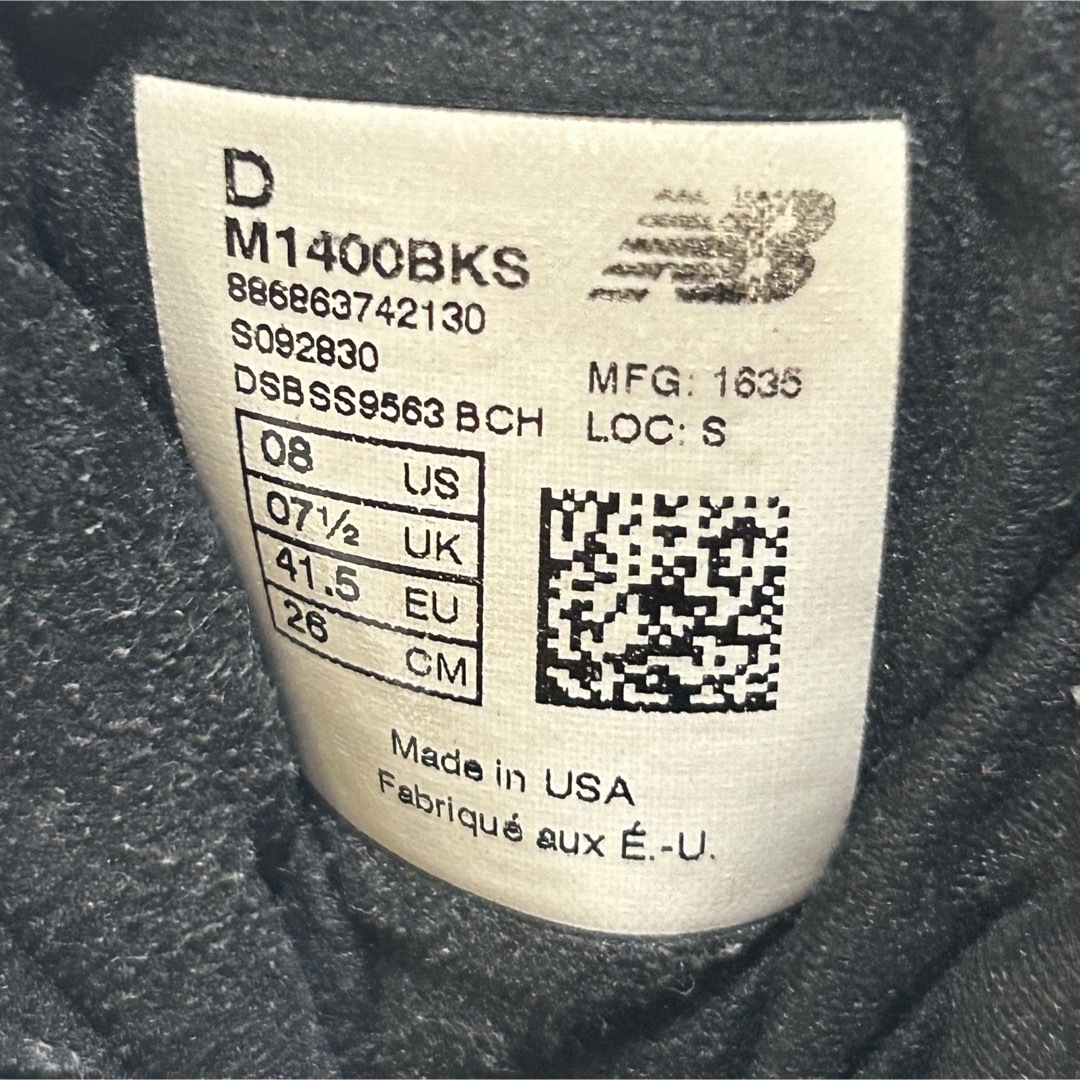 D
M1400BKS
886863742130
S092830
DSBSS9563 BCH
NB
MFG: 1635
LOC: S
08 US
07½ UK
41.5 EU
26 CM
Made in USA
Fabriqué aux É.-U.